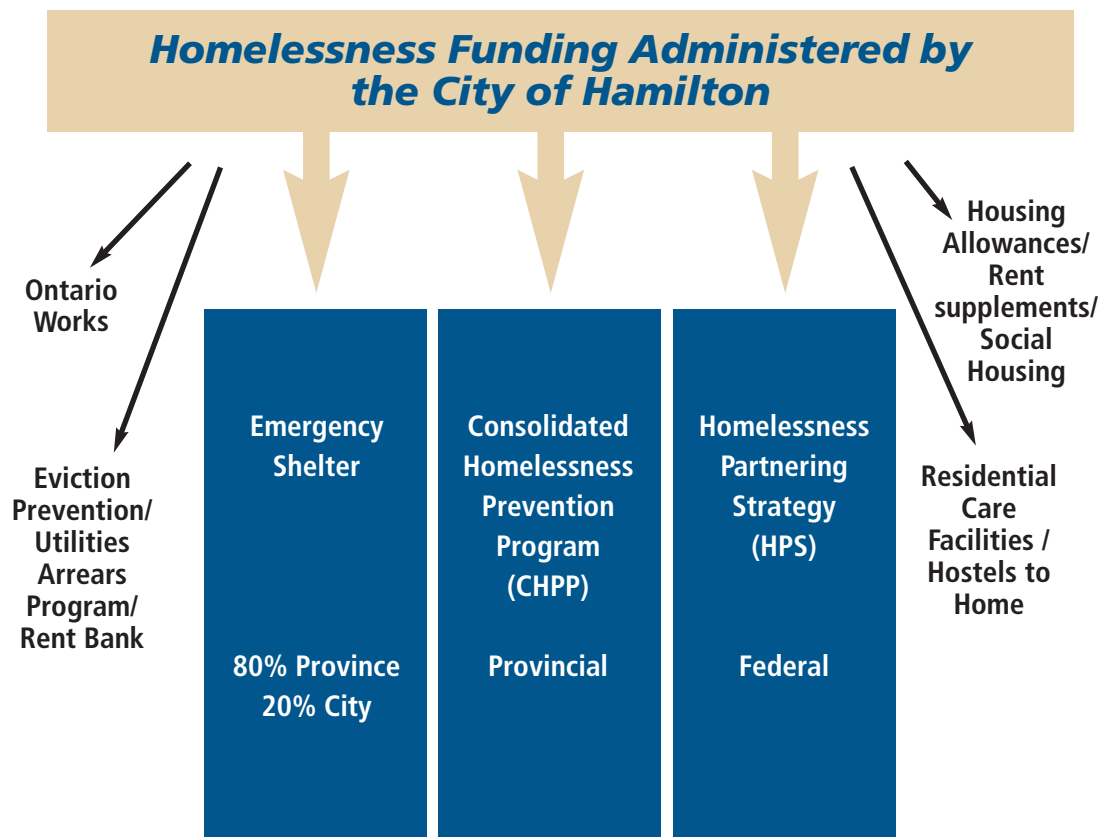 Homelessness Funding Administered by
the City of Hamilton
Ontario
Works
Eviction
Prevention/
Utilities
Arrears
Program/
Rent Bank
Emergency
Shelter
80% Province
20% City
Consolidated
Homelessness
Prevention
Program
(CHPP)
Provincial
Homelessness
Partnering
Strategy
(HPS)
Federal
Housing
Allowances/
Rent
supplements/
Social
Housing
Residential
Care
Facilities /
Hostels to
Home